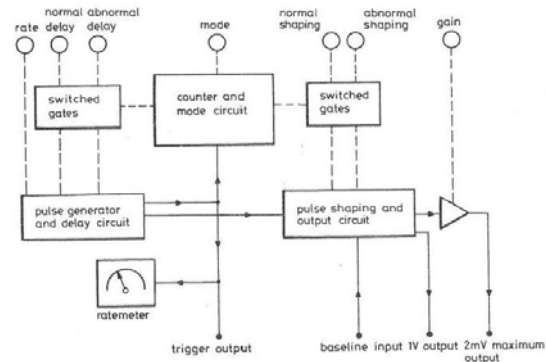 rate
normal
delay
abnormal
delay
mode
normal
shaping
abnormal
shaping
gain
switched
gates
counter and
mode circuit
switched
gates
pulse generator
and delay circuit
pulse shaping and
output circuit
ratemeter
trigger output
baseline input
1V output
2mV maximum
output